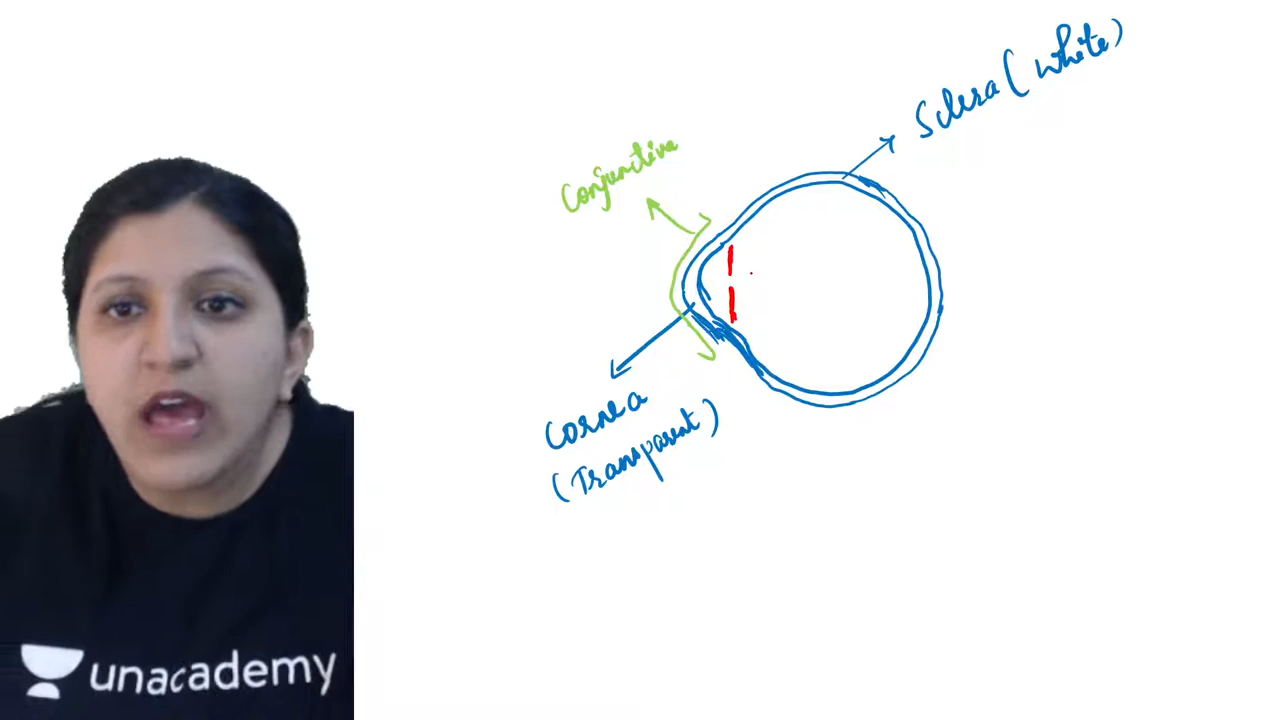 Sclera (White)
Conjunctiva
Cornea
(Transparent)
unacademy